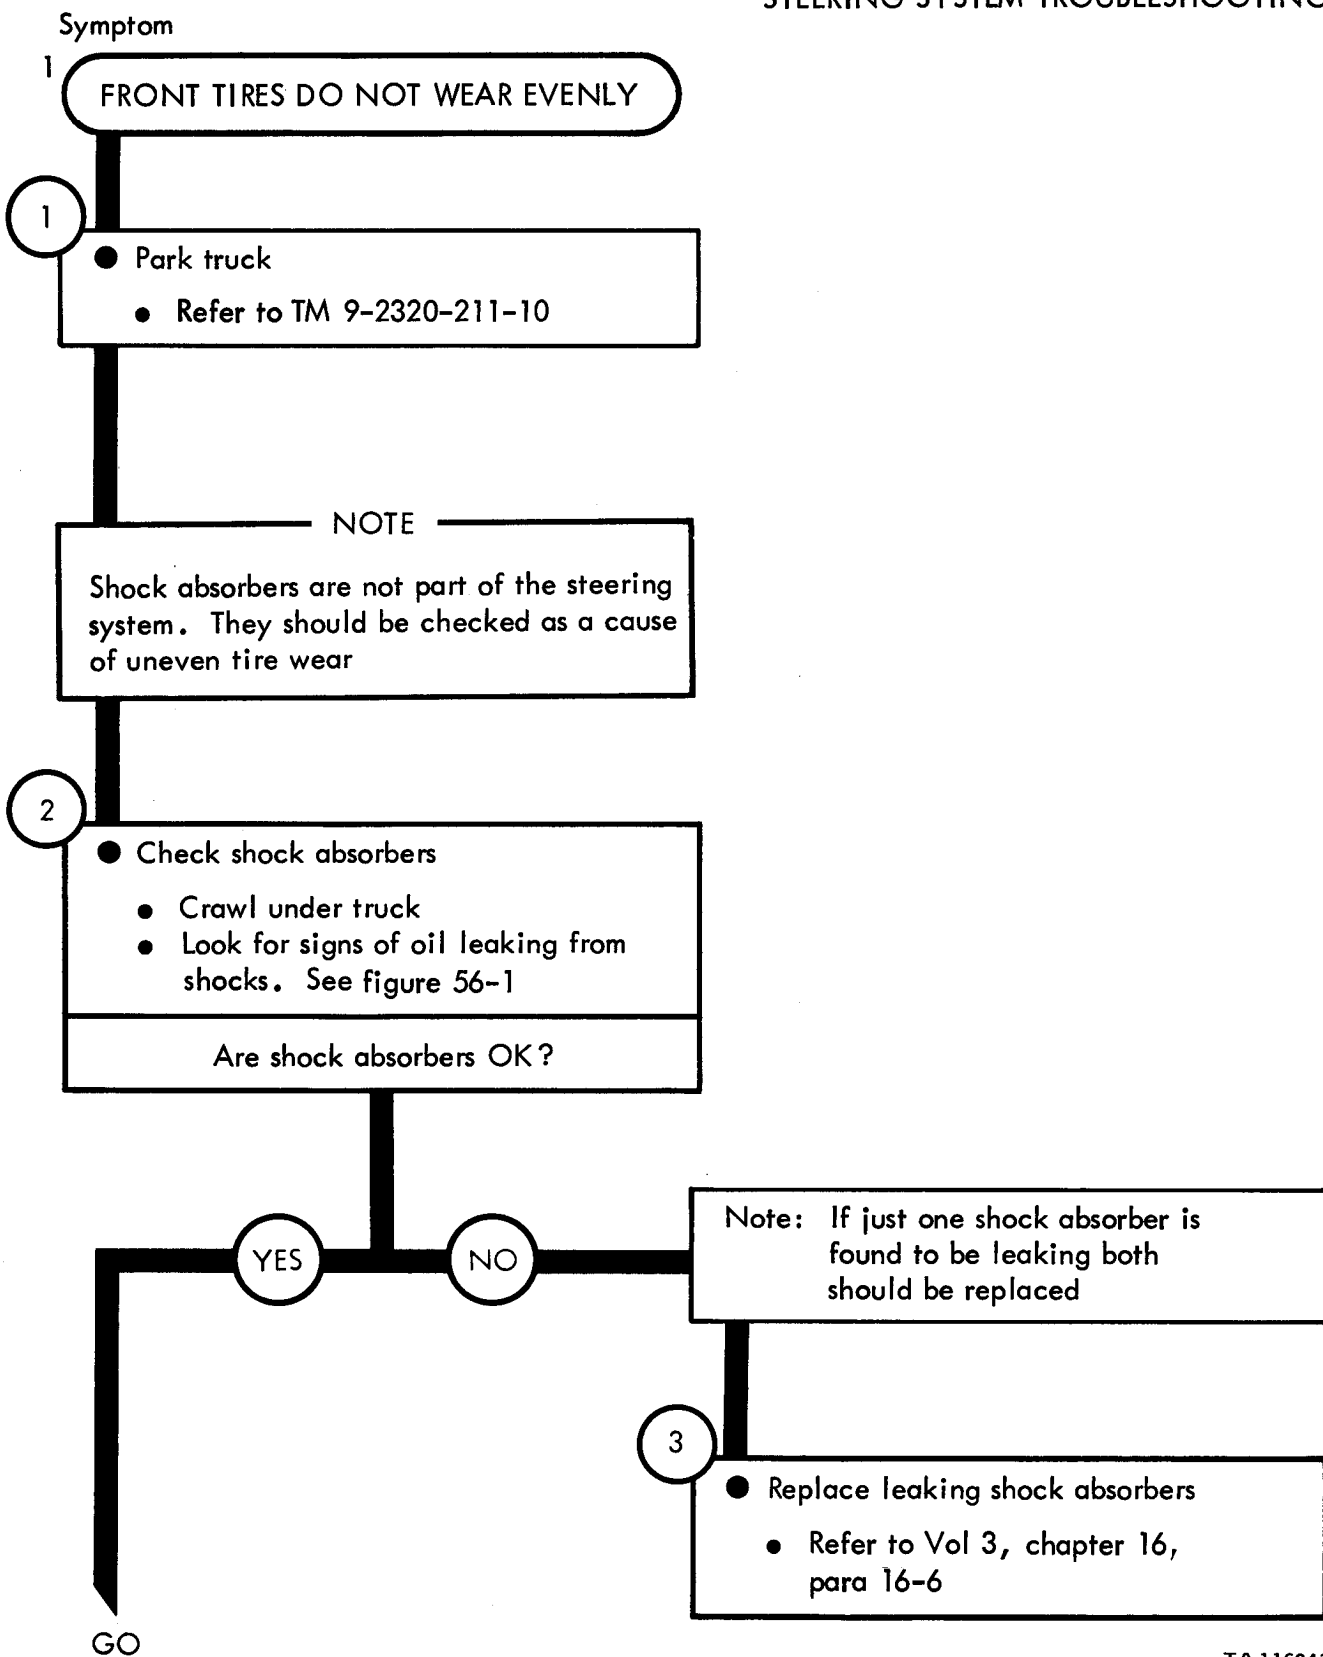 STEERING SYSTEM TROUBLESHOOTING
Symptom
1
FRONT TIRES DO NOT WEAR EVENLY
1
● Park truck
● Refer to TM 9-2320-211-10
NOTE
Shock absorbers are not part of the steering
system. They should be checked as a cause
of uneven tire wear
2
● Check shock absorbers
● Crawl under truck
● Look for signs of oil leaking from
shocks. See figure 56-1
Are shock absorbers OK?
YES
NO
Note: If just one shock absorber is
found to be leaking both
should be replaced
3
● Replace leaking shock absorbers
● Refer to Vol 3, chapter 16,
para 16-6
GO